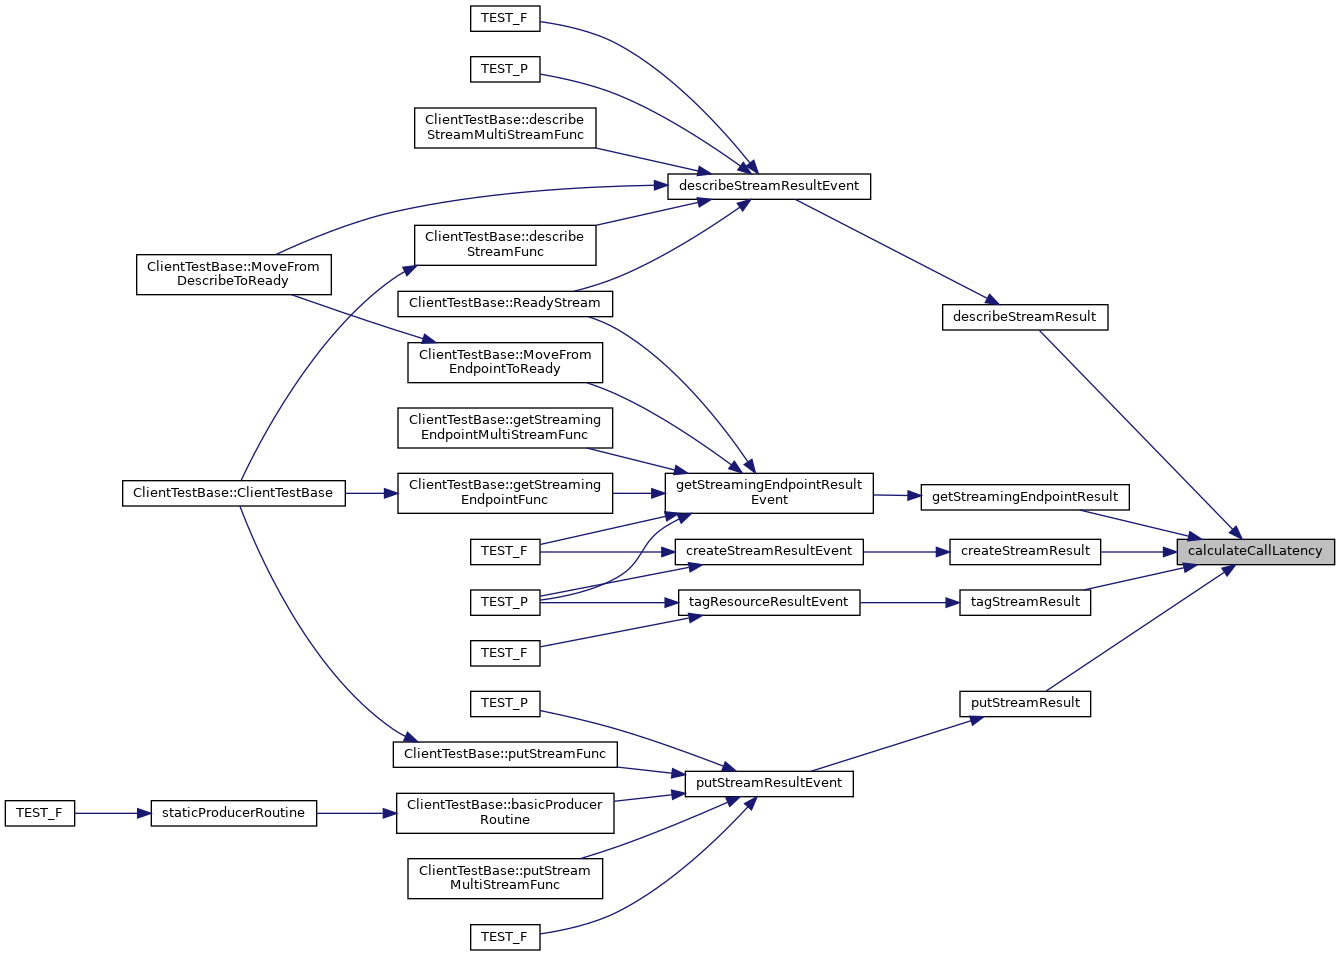 TEST_F
TEST_P
ClientTestBase::describe
StreamMultiStreamFunc
describeStreamResultEvent
ClientTestBase::describe
StreamFunc
ClientTestBase::MoveFrom
DescribeToReady
ClientTestBase::ReadyStream
describeStreamResult
ClientTestBase::MoveFrom
EndpointToReady
ClientTestBase::getStreaming
EndpointMultiStreamFunc
ClientTestBase::ClientTestBase
ClientTestBase::getStreaming
EndpointFunc
getStreamingEndpointResult
Event
getStreamingEndpointResult
TEST_F
createStreamResultEvent
createStreamResult
calculateCallLatency
TEST_P
tagResourceResultEvent
tagStreamResult
TEST_F
TEST_P
putStreamResult
ClientTestBase::putStreamFunc
putStreamResultEvent
TEST_F
staticProducerRoutine
ClientTestBase::basicProducer
Routine
ClientTestBase::putStream
MultiStreamFunc
TEST_F